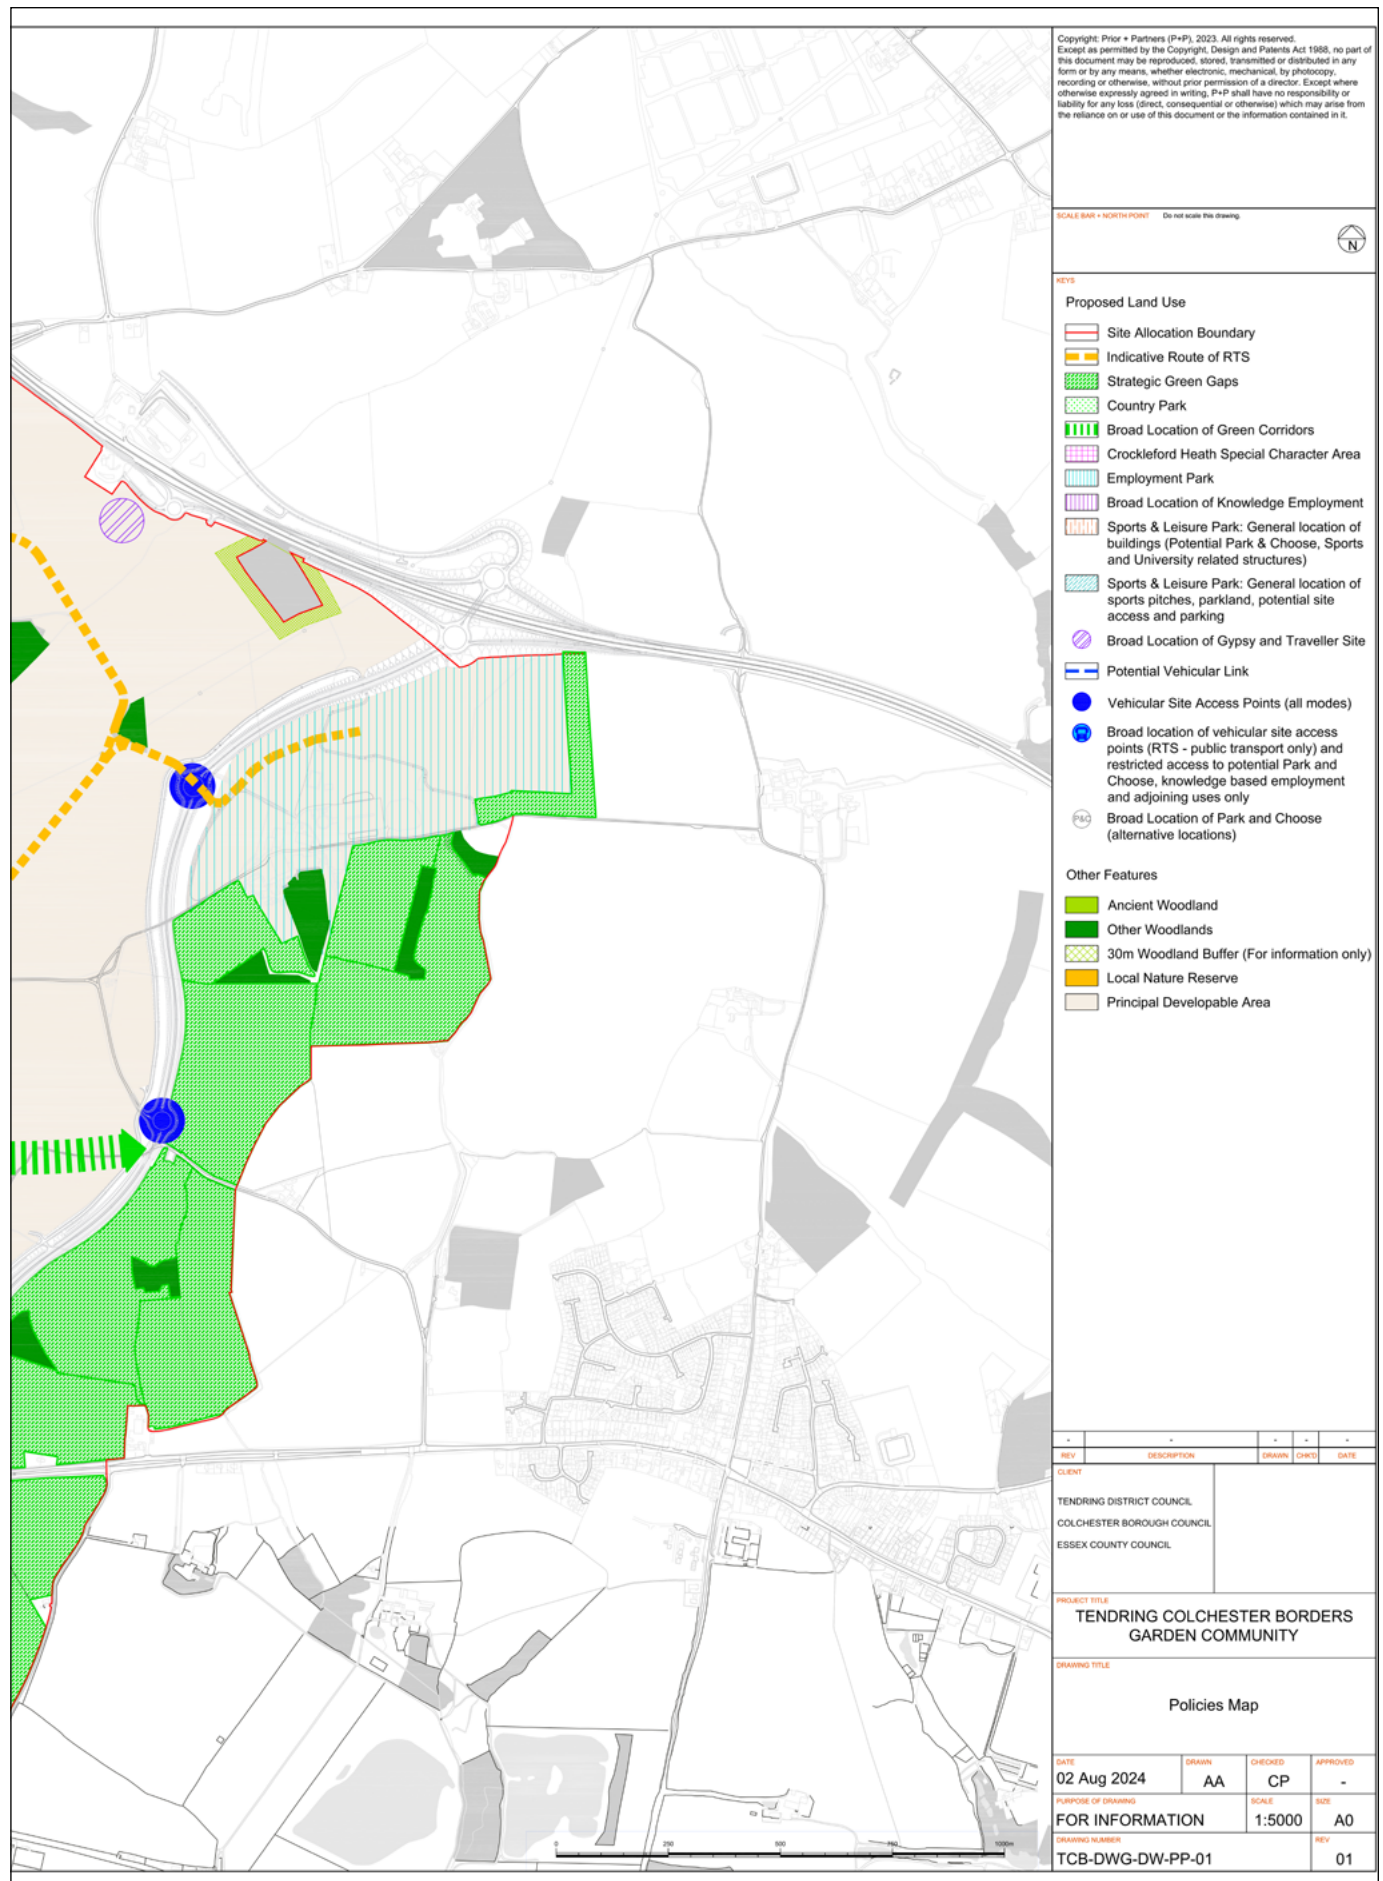 Copyright: Prior + Partners (P+P), 2023. All rights reserved.
Except as permitted by the Copyright, Design and Patents Act 1988, no part of
this document may be reproduced, stored, transmitted or distributed in any
form or by any means, whether electronic, mechanical, by photocopy,
recording or otherwise, without prior permission of a director. Except where
otherwise expressly agreed in writing, P+P shall have no responsibility or
liability for any loss (direct, consequential or otherwise) which may arise from
the reliance on or use of this document or the information contained in it.
SCALE-BAR + NORTH POINT Do not scale this drawing.
N
KEYS
Proposed Land Use
Site Allocation Boundary
Indicative Route of RTS
Strategic Green Gaps
Country Park
Broad Location of Green Corridors
Crockleford Heath Special Character Area
Employment Park
Broad Location of Knowledge Employment
Sports & Leisure Park: General location of
buildings (Potential Park & Choose, Sports
and University related structures)
Sports & Leisure Park: General location of
sports pitches, parkland, potential site
access and parking
Broad Location of Gypsy and Traveller Site
Potential Vehicular Link
Vehicular Site Access Points (all modes)
Broad location of vehicular site access
points (RTS - public transport only) and
restricted access to potential Park and
Choose, knowledge based employment
and adjoining uses only
P&C
Broad Location of Park and Choose
(alternative locations)
Other Features
Ancient Woodland
Other Woodlands
30m Woodland Buffer (For information only)
Local Nature Reserve
Principal Developable Area
- - - - -
REV DESCRIPTION DRAWN CHK'D DATE
CLIENT
TENDRING DISTRICT COUNCIL
COLCHESTER BOROUGH COUNCIL
ESSEX COUNTY COUNCIL
PROJECT TITLE
TENDRING COLCHESTER BORDERS
GARDEN COMMUNITY
DRAWING TITLE
Policies Map
DATE DRAWN CHECKED APPROVED
02 Aug 2024 AA CP -
PURPOSE OF DRAWING SCALE SIZE
FOR INFORMATION 1:5000 A0
DRAWING NUMBER REV
TCB-DWG-DW-PP-01 01
0 250 500 750 1000m